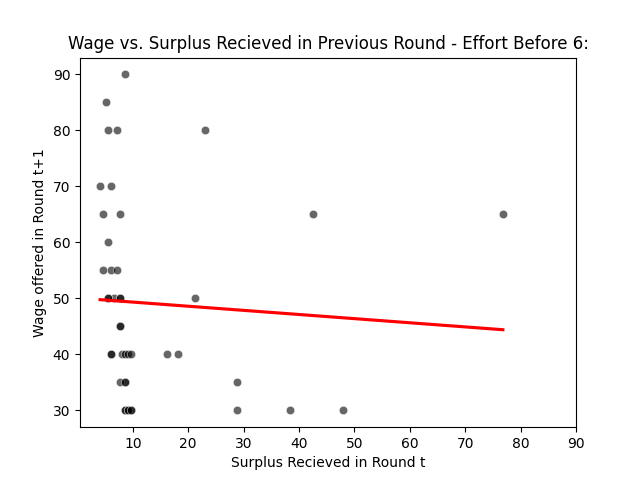 Wage vs. Surplus Recieved in Previous Round - Effort Before 6:
90
80
70
60
50
40
30
Wage offered in Round t+1
10 20 30 40 50 60 70 80 90
Surplus Recieved in Round t